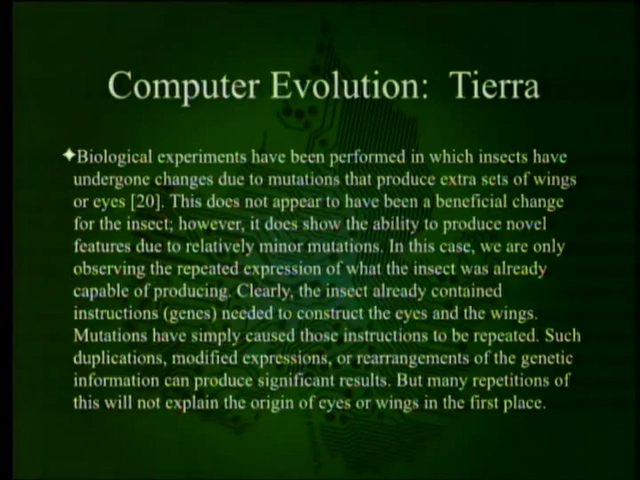 Computer Evolution: Tierra
✦Biological experiments have been performed in which insects have
undergone changes due to mutations that produce extra sets of wings
or eyes [20]. This does not appear to have been a beneficial change
for the insect; however, it does show the ability to produce novel
features due to relatively minor mutations. In this case, we are only
observing the repeated expression of what the insect was already
capable of producing. Clearly, the insect already contained
instructions (genes) needed to construct the eyes and the wings.
Mutations have simply caused those instructions to be repeated. Such
duplications, modified expressions, or rearrangements of the genetic
information can produce significant results. But many repetitions of
this will not explain the origin of eyes or wings in the first place.